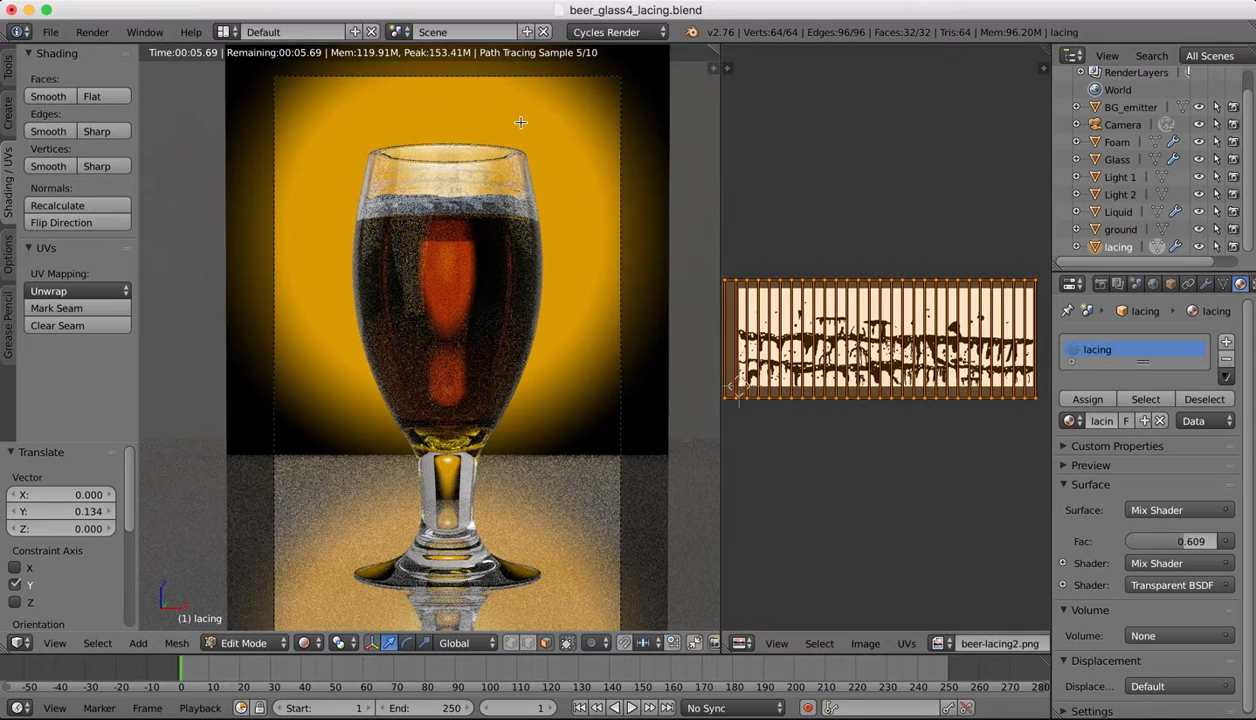 beer_glass4_lacing.blend
File Render Window Help Default Scene Cycles Render v2.76 | Verts:64/64 | Edges:96/96 | Faces:32/32 | Tris:64 | Mem:96.20M | lacing
Time:00:05.69 | Remaining:00:05.69 | Mem:119.91M, Peak:153.41M | Path Tracing Sample 5/10
View Search All Scenes
Tools
Create
Shading / UVs
Options
Grease Pencil
Shading
Faces:
Smooth Flat
Edges:
Smooth Sharp
Vertices:
Smooth Sharp
Normals:
Recalculate
Flip Direction
UVs
UV Mapping:
Unwrap
Mark Seam
Clear Seam
Translate
Vector
X: 0.000
Y: 0.134
Z: 0.000
Constraint Axis
X
Y
Z
Orientation
(1) lacing
RenderLayers
World
BG_emitter
Camera
Foam
Glass
Light 1
Light 2
Liquid
ground
lacing
lacing lacing
lacing
Assign Select Deselect
lacin F Data
Custom Properties
Preview
Surface
Surface: Mix Shader
Fac: 0.609
Shader: Mix Shader
Shader: Transparent BSDF
Volume
Volume: None
Displacement
Displace... Default
Settings
View Select Add Mesh Edit Mode Global
View Select Image UVs beer-lacing2.png
-50 -40 -30 -20 -10 0 10 20 30 40 50 60 70 80 90 100 110 120 130 140 150 160 170 180 190 200 210 220 230 240 250 260 270 280
View Marker Frame Playback Start: 1 End: 250 1 No Sync